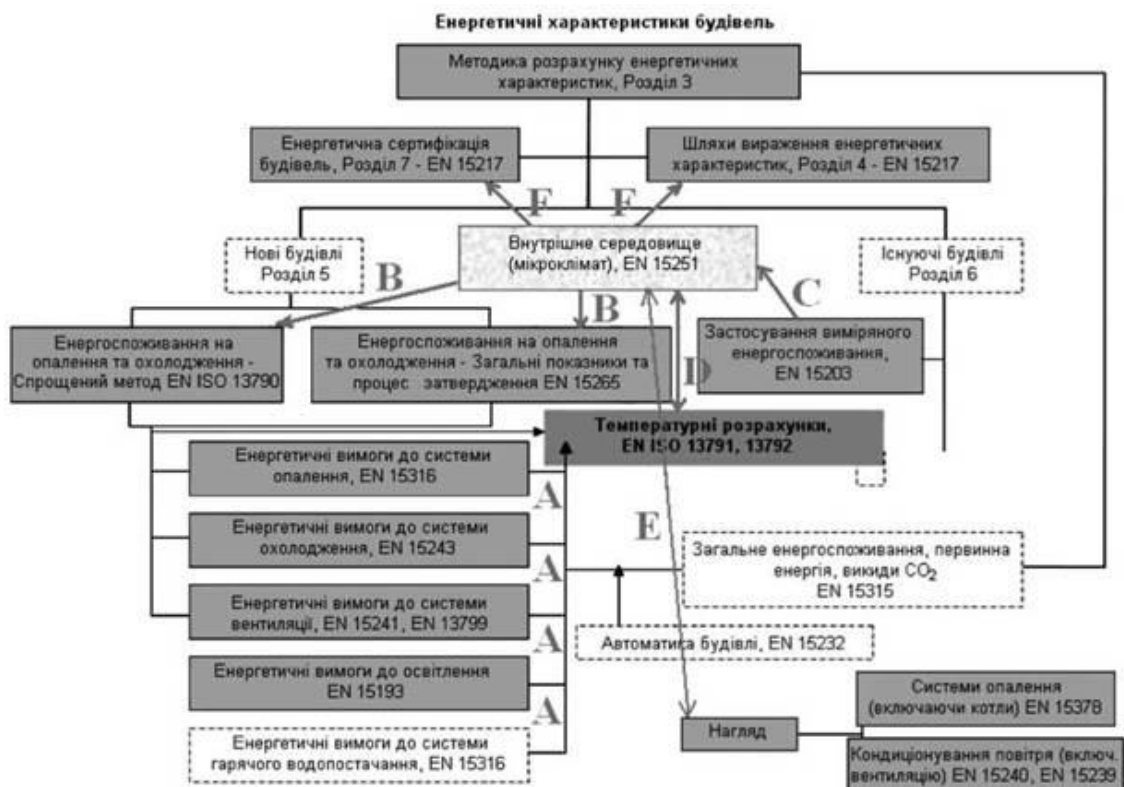 Енергетичні характеристики будівель
Методика розрахунку енергетичних
характеристик, Розділ 3
Енергетична сертифікація
будівель, Розділ 7 - EN 15217
Шляхи вираження енергетичних
характеристик, Розділ 4 - EN 15217
F
F
Нові будівлі
Розділ 5
Внутрішнє середовище
(мікроклімат), EN 15251
Існуючі будівлі
Розділ 6
B
B
C
Енергоспоживання на
опалення та охолодження -
Спрощений метод EN ISO 13790
Енергоспоживання на опалення
та охолодження - Загальні показники та
процес затвердження EN 15265
Застосування виміряного
енергоспоживання,
EN 15203
D
Температурні розрахунки,
EN ISO 13791, 13792
Енергетичні вимоги до системи
опалення, EN 15316
A
Енергетичні вимоги до системи
охолодження, EN 15243
A
E
Загальне енергоспоживання, первинна
енергія, викиди CO₂
EN 15315
Енергетичні вимоги до системи
вентиляції, EN 15241, EN 13799
A
Автоматика будівлі, EN 15232
Енергетичні вимоги до освітлення
EN 15193
A
Енергетичні вимоги до системи
гарячого водопостачання, EN 15316
Нагляд
Системи опалення
(включаючи котли) EN 15378
Кондиціонування повітря (включ.
вентиляцію) EN 15240, EN 15239